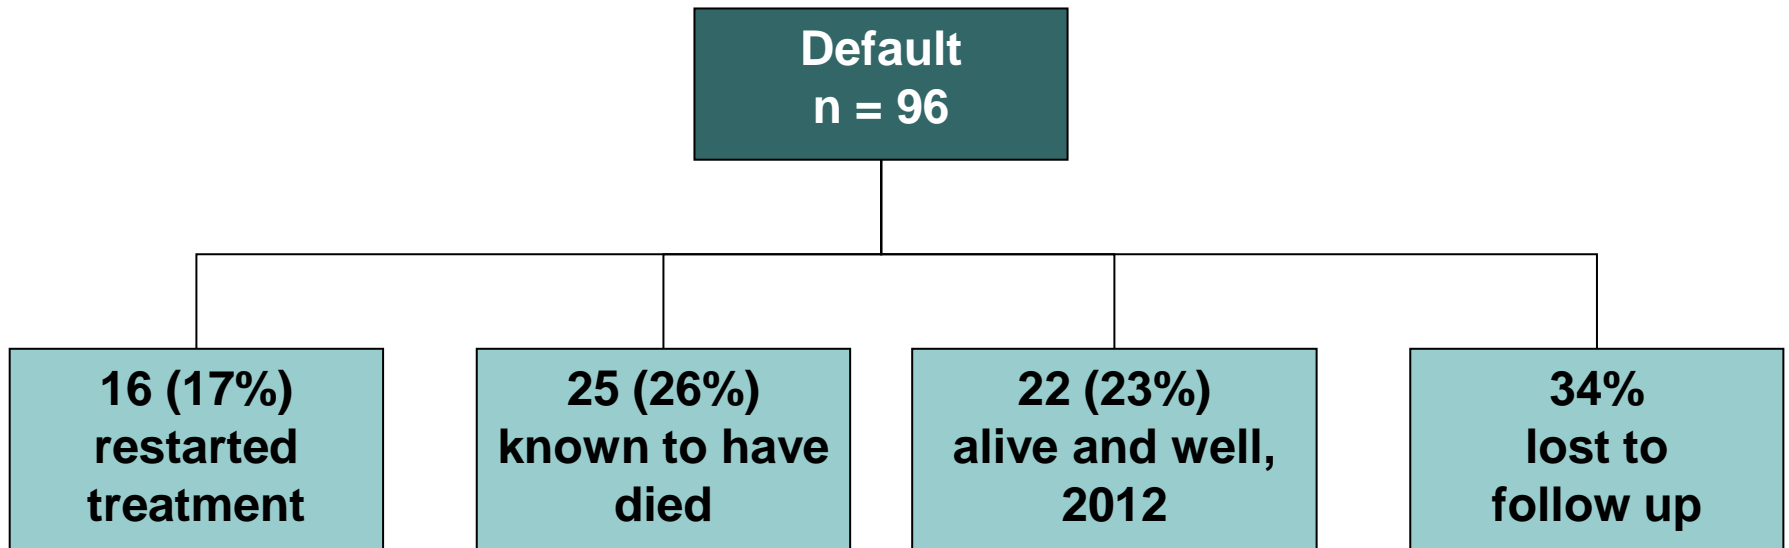 Default
n = 96
16 (17%)
restarted
treatment
25 (26%)
known to have
died
22 (23%)
alive and well,
2012
34%
lost to
follow up